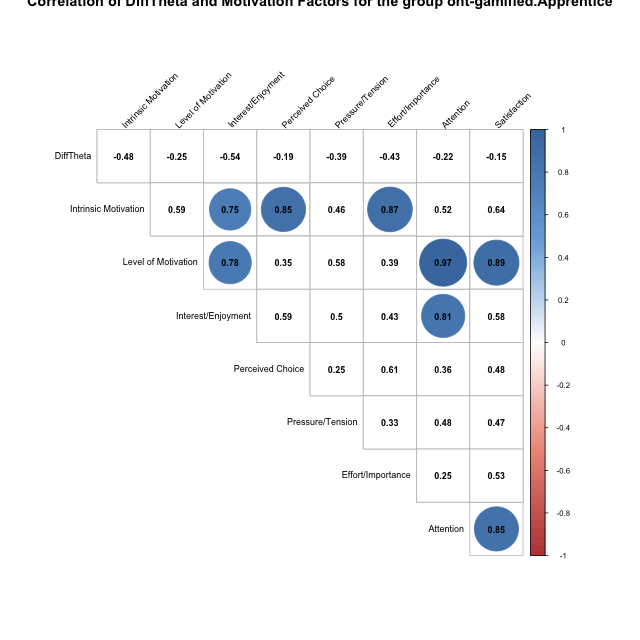 Correlation of DiffTheta and Motivation Factors for the group ont-gamified.Apprentice
Intrinsic Motivation
Level of Motivation
Interest/Enjoyment
Perceived Choice
Pressure/Tension
Effort/Importance
Attention
Satisfaction
DiffTheta -0.48 -0.25 -0.54 -0.19 -0.39 -0.43 -0.22 -0.15
Intrinsic Motivation 0.59 0.75 0.85 0.46 0.87 0.52 0.64
Level of Motivation 0.78 0.35 0.58 0.39 0.97 0.89
Interest/Enjoyment 0.59 0.5 0.43 0.81 0.58
Perceived Choice 0.25 0.61 0.36 0.48
Pressure/Tension 0.33 0.48 0.47
Effort/Importance 0.25 0.53
Attention 0.85
1
0.8
0.6
0.4
0.2
0
-0.2
-0.4
-0.6
-0.8
-1